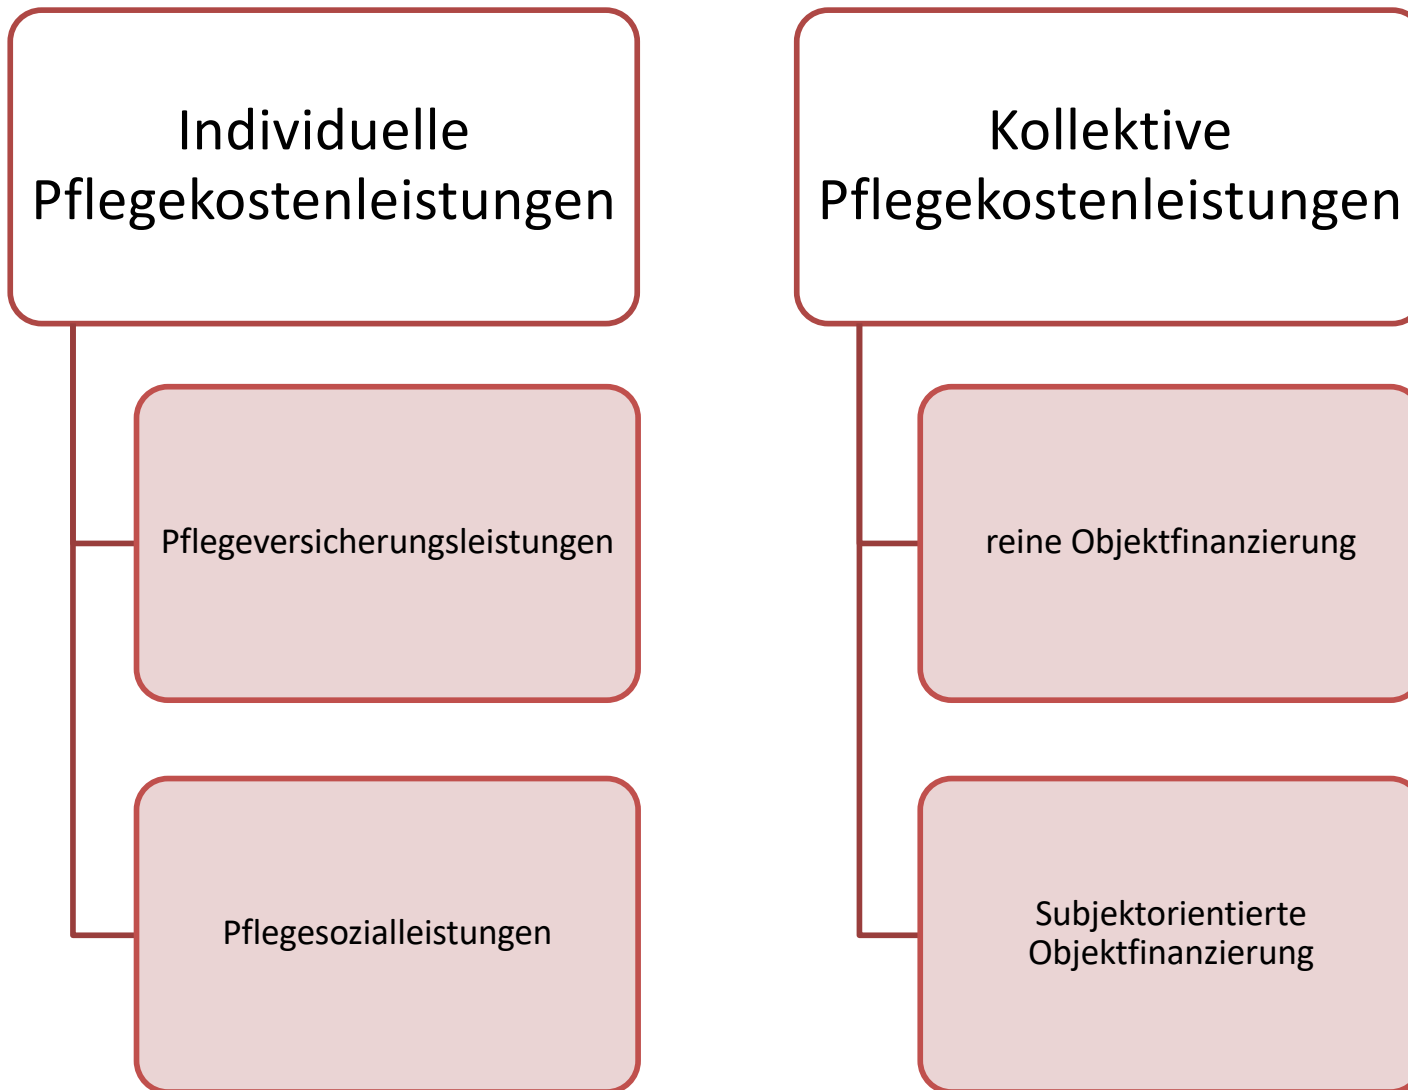 Individuelle
Pflegekostenleistungen
Pflegeversicherungsleistungen
Pflegesozialleistungen
Kollektive
Pflegekostenleistungen
reine Objektfinanzierung
Subjektorientierte
Objektfinanzierung